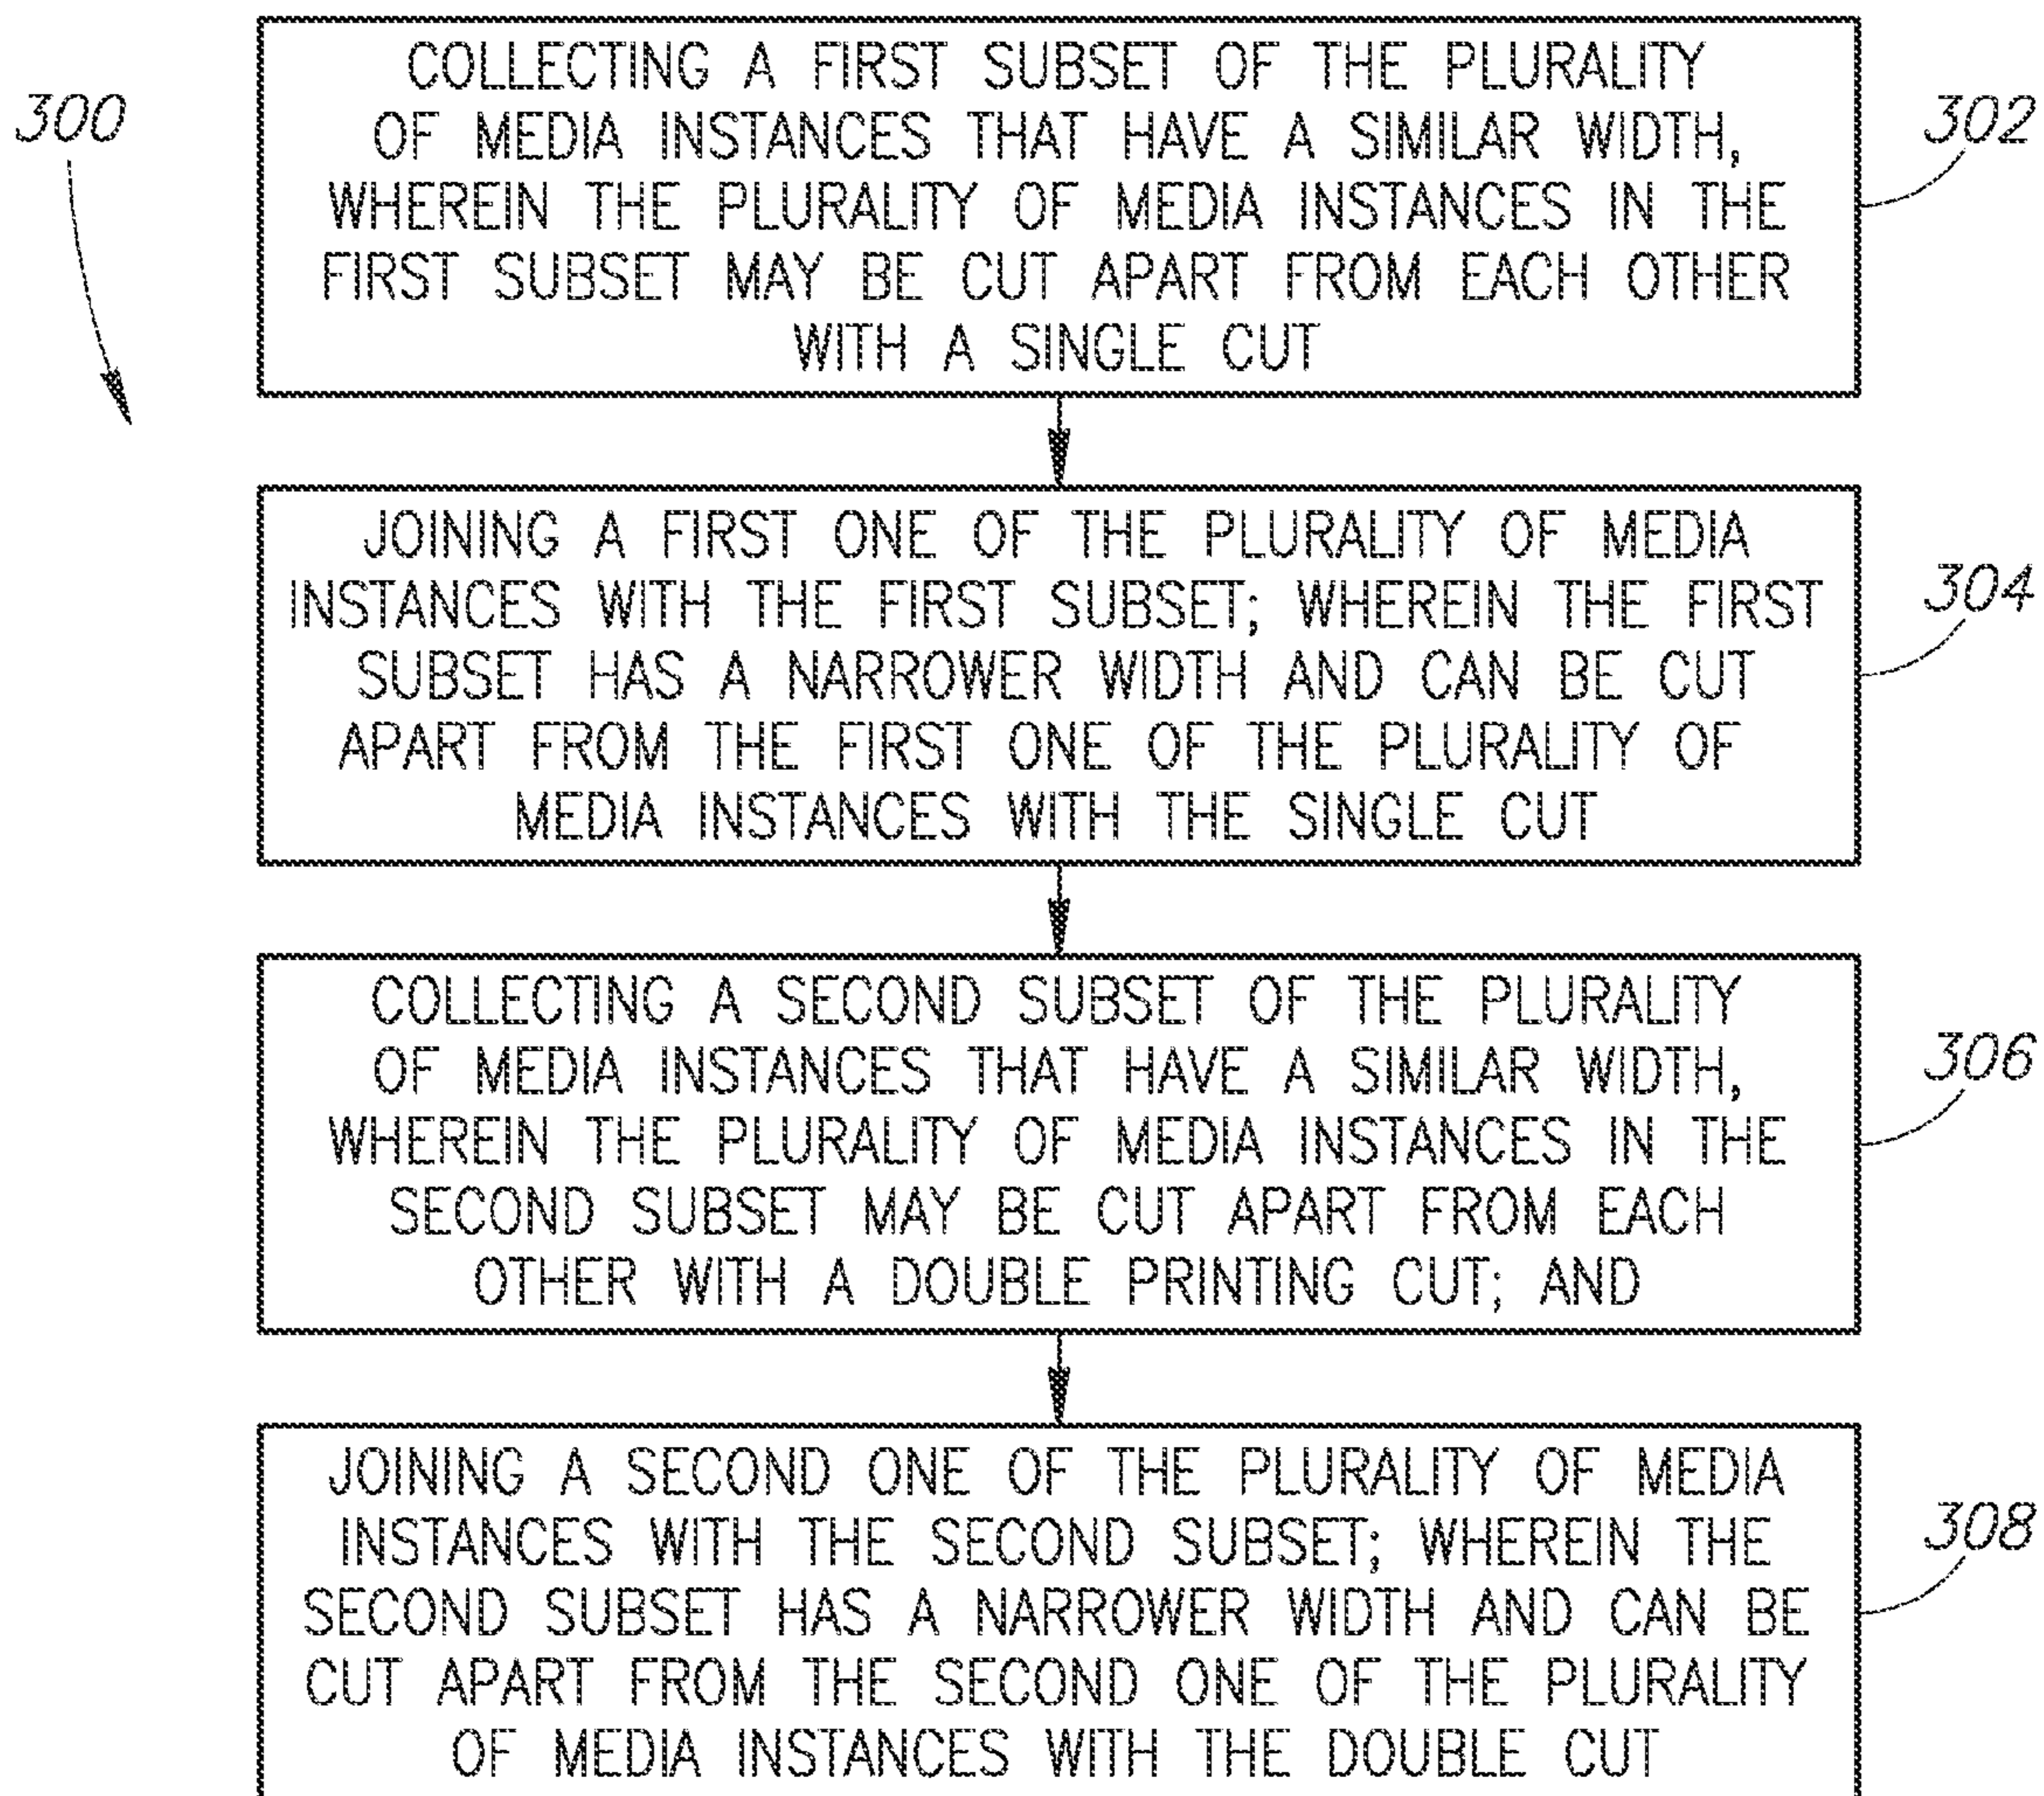 300
COLLECTING A FIRST SUBSET OF THE PLURALITY
OF MEDIA INSTANCES THAT HAVE A SIMILAR WIDTH,
WHEREIN THE PLURALITY OF MEDIA INSTANCES IN THE
FIRST SUBSET MAY BE CUT APART FROM EACH OTHER
WITH A SINGLE CUT
302
JOINING A FIRST ONE OF THE PLURALITY OF MEDIA
INSTANCES WITH THE FIRST SUBSET; WHEREIN THE FIRST
SUBSET HAS A NARROWER WIDTH AND CAN BE CUT
APART FROM THE FIRST ONE OF THE PLURALITY OF
MEDIA INSTANCES WITH THE SINGLE CUT
304
COLLECTING A SECOND SUBSET OF THE PLURALITY
OF MEDIA INSTANCES THAT HAVE A SIMILAR WIDTH,
WHEREIN THE PLURALITY OF MEDIA INSTANCES IN THE
SECOND SUBSET MAY BE CUT APART FROM EACH
OTHER WITH A DOUBLE PRINTING CUT; AND
306
JOINING A SECOND ONE OF THE PLURALITY OF MEDIA
INSTANCES WITH THE SECOND SUBSET; WHEREIN THE
SECOND SUBSET HAS A NARROWER WIDTH AND CAN BE
CUT APART FROM THE SECOND ONE OF THE PLURALITY
OF MEDIA INSTANCES WITH THE DOUBLE CUT
308